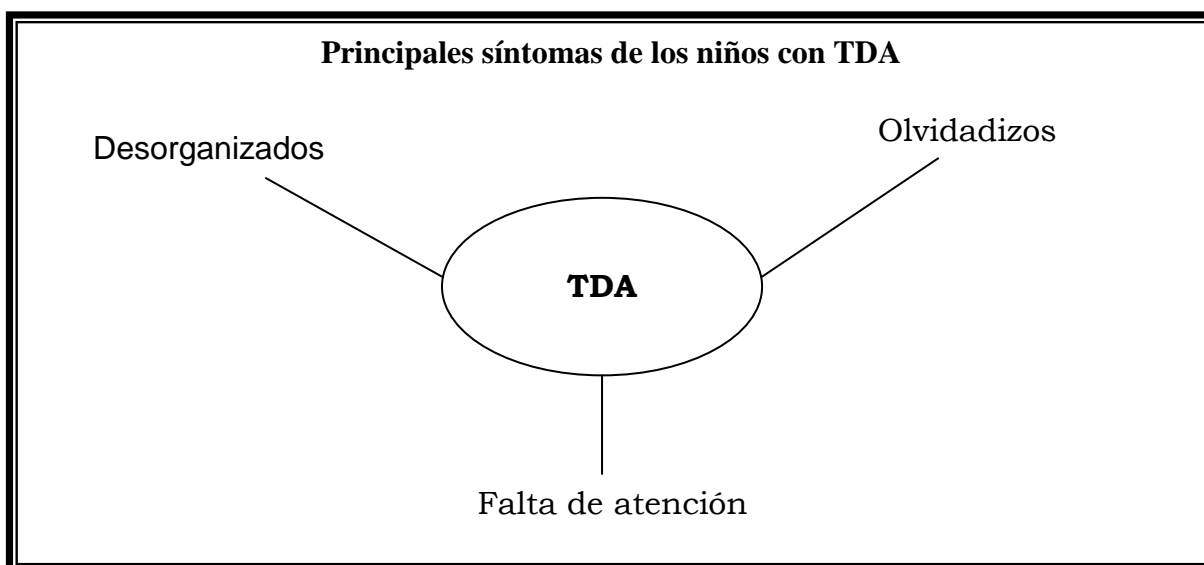 Principales síntomas de los niños con TDA
Desorganizados
Olvidadizos
TDA
Falta de atención